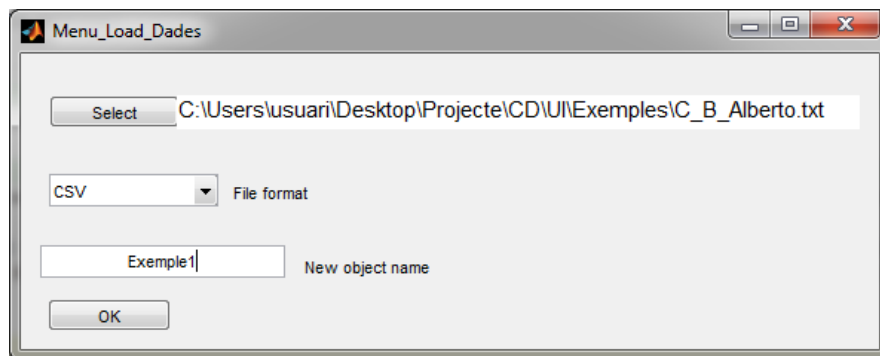 Menu_Load_Dades
Select C:\Users\usuari\Desktop\Projecte\CD\UI\Exemples\C_B_Alberto.txt
CSV File format
Exemple1 New object name
OK